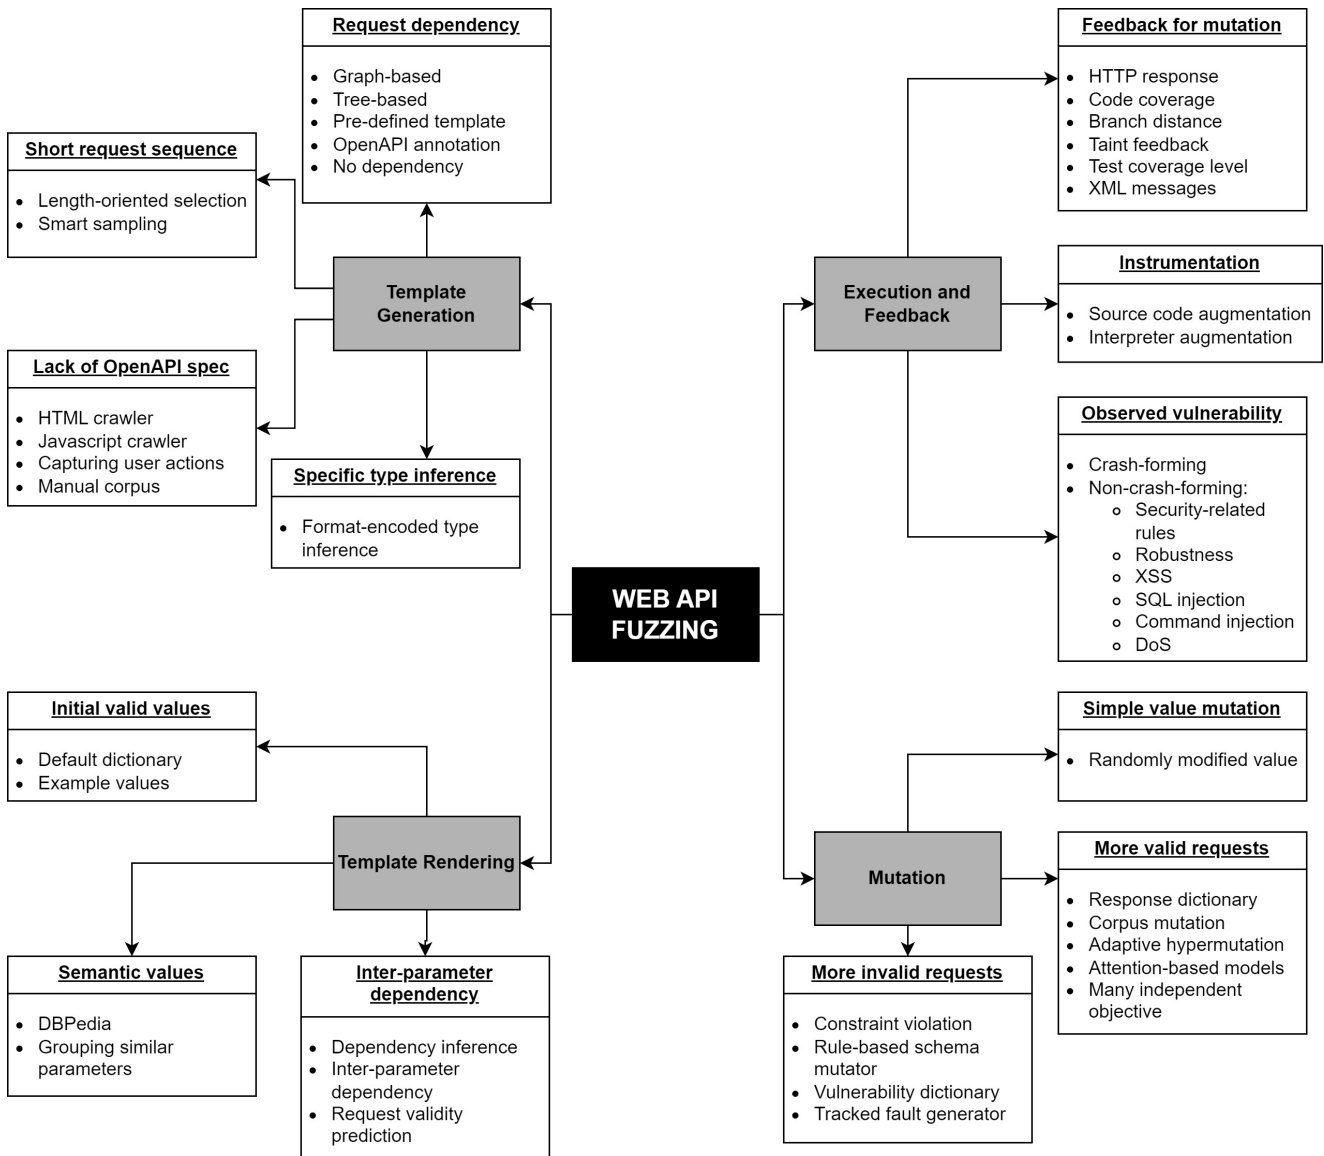 Request dependency
Graph-based
Tree-based
Pre-defined template
OpenAPI annotation
No dependency
Short request sequence
Length-oriented selection
Smart sampling
Template
Generation
Lack of OpenAPI spec
HTML crawler
Javascript crawler
Capturing user actions
Manual corpus
Specific type inference
Format-encoded type
inference
WEB API
FUZZING
Feedback for mutation
HTTP response
Code coverage
Branch distance
Taint feedback
Test coverage level
XML messages
Execution and
Feedback
Instrumentation
Source code augmentation
Interpreter augmentation
Observed vulnerability
Crash-forming
Non-crash-forming:
Security-related
rules
Robustness
XSS
SQL injection
Command injection
DoS
Initial valid values
Default dictionary
Example values
Template Rendering
Semantic values
DBPedia
Grouping similar
parameters
Inter-parameter
dependency
Dependency inference
Inter-parameter
dependency
Request validity
prediction
Simple value mutation
Randomly modified value
Mutation
More valid requests
Response dictionary
Corpus mutation
Adaptive hypermutation
Attention-based models
Many independent
objective
More invalid requests
Constraint violation
Rule-based schema
mutator
Vulnerability dictionary
Tracked fault generator